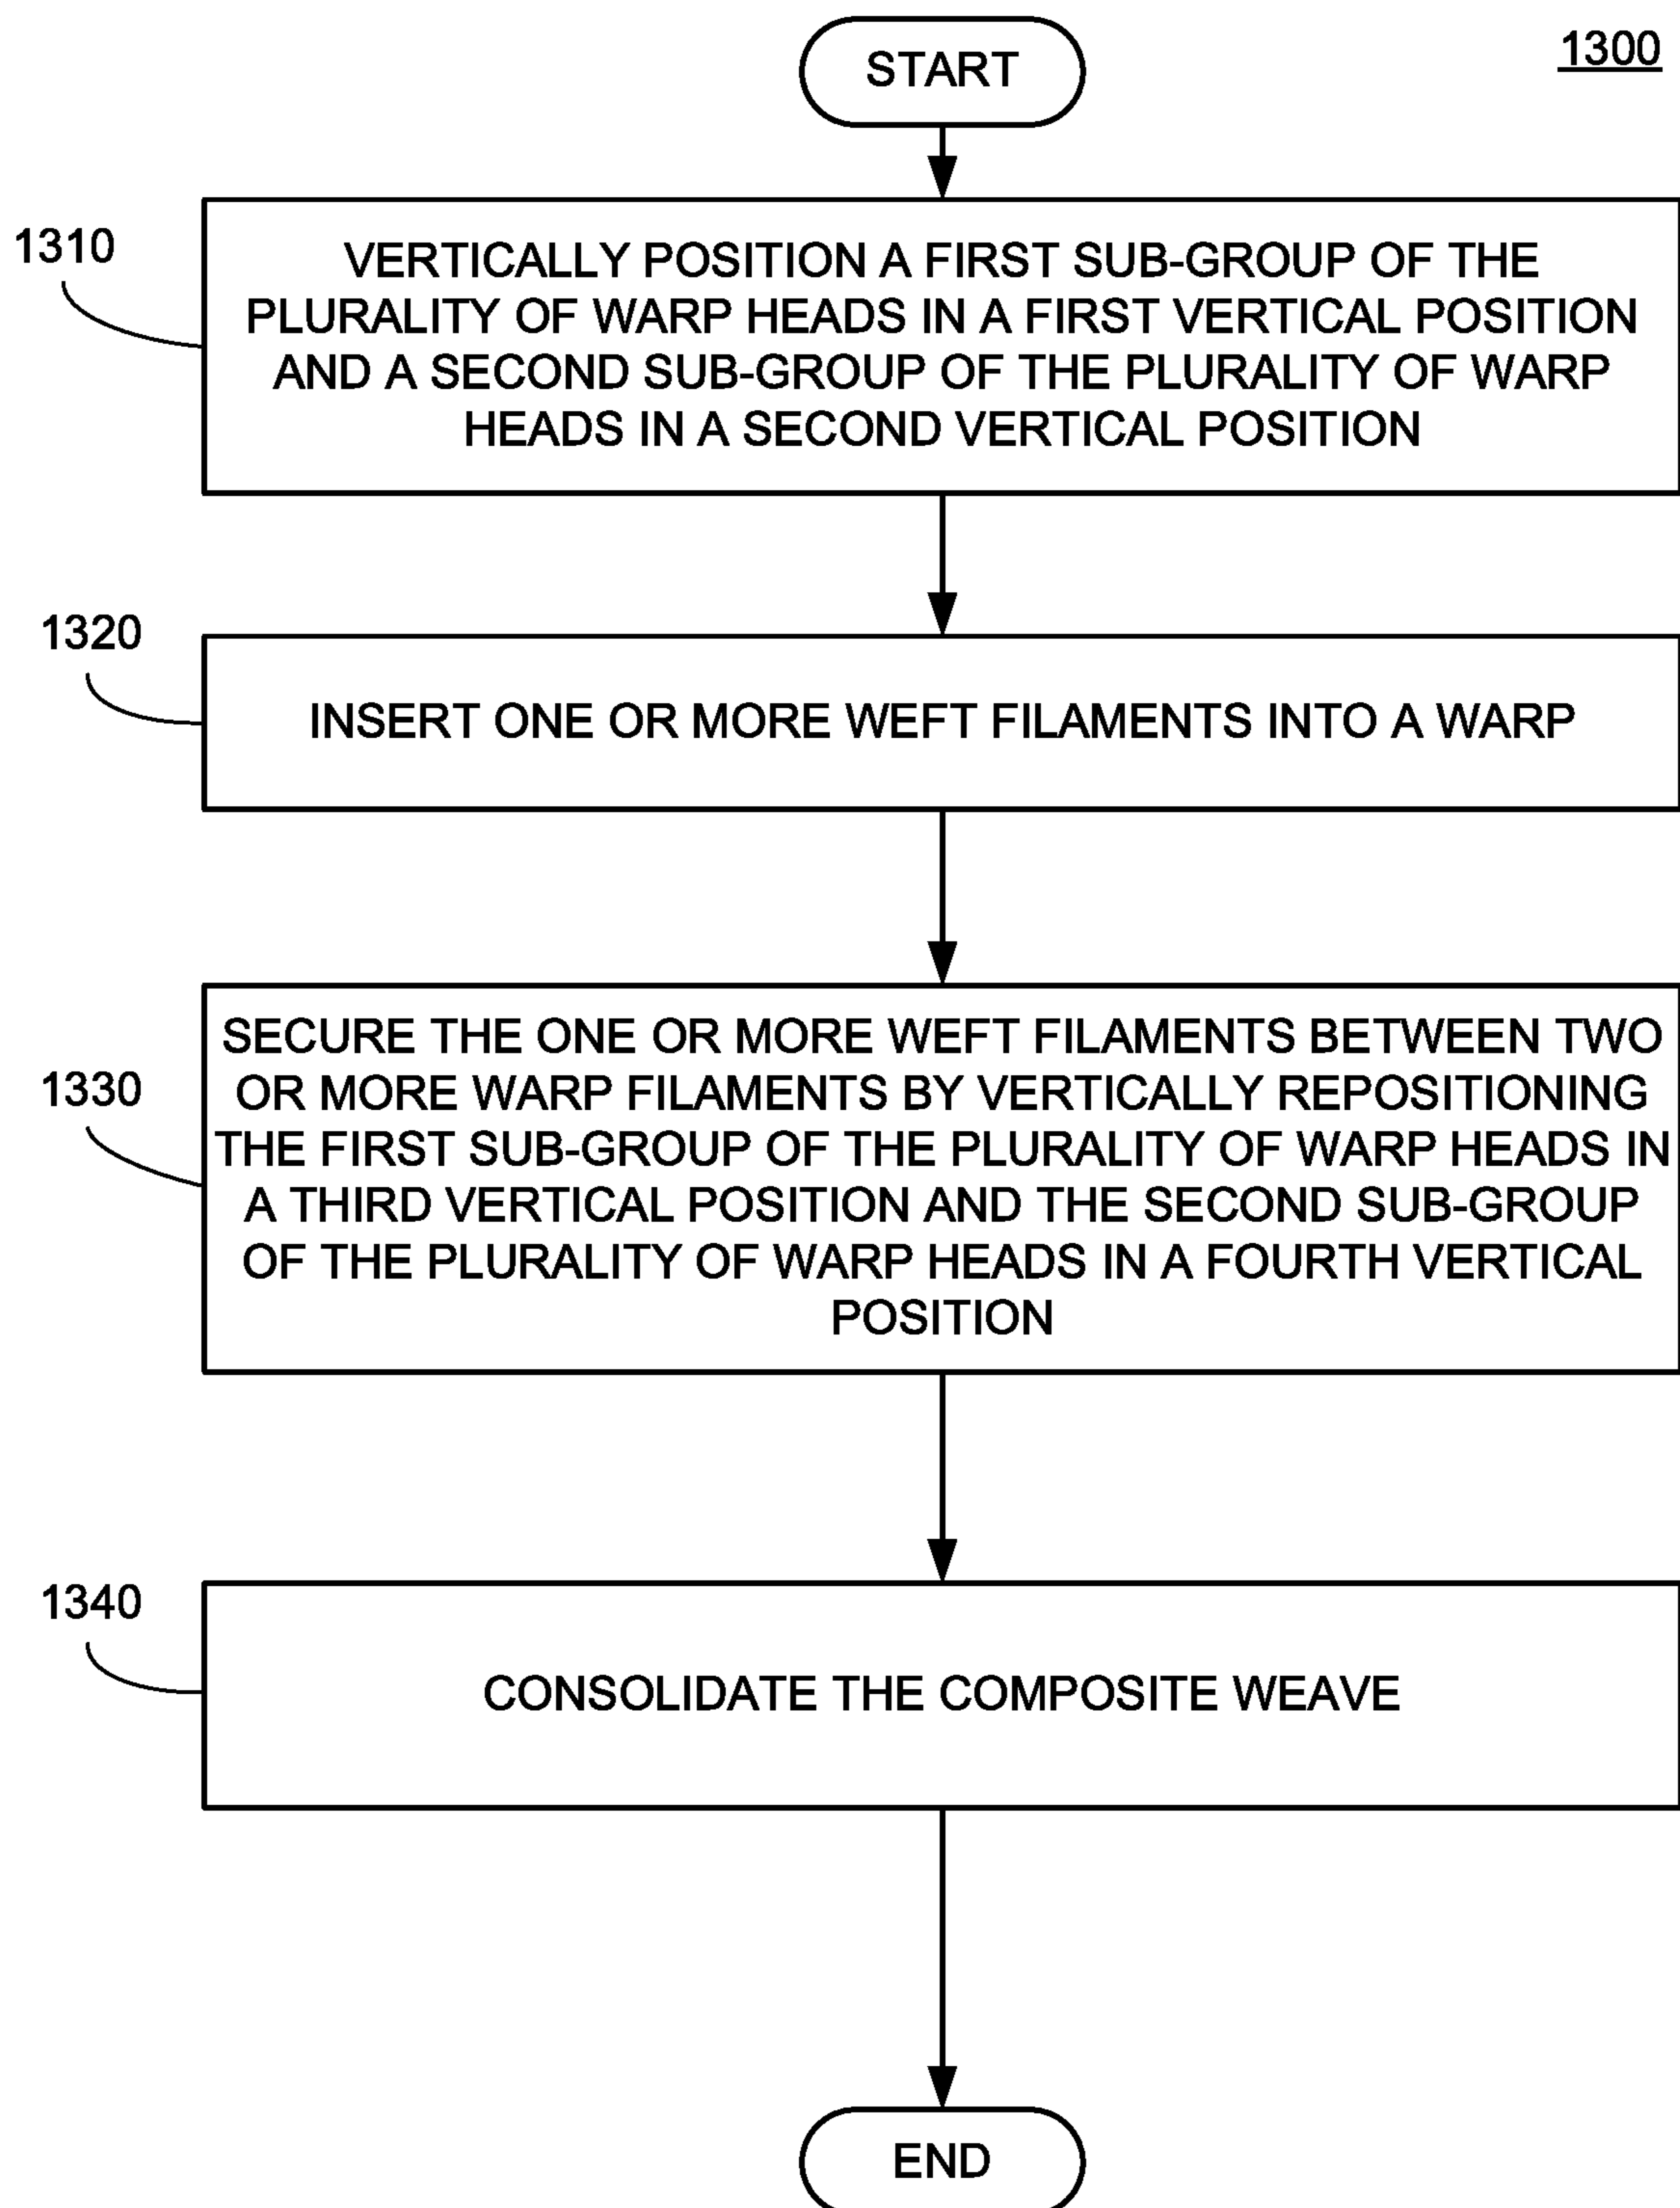 START
1300
1310
VERTICALLY POSITION A FIRST SUB-GROUP OF THE
PLURALITY OF WARP HEADS IN A FIRST VERTICAL POSITION
AND A SECOND SUB-GROUP OF THE PLURALITY OF WARP
HEADS IN A SECOND VERTICAL POSITION
1320
INSERT ONE OR MORE WEFT FILAMENTS INTO A WARP
1330
SECURE THE ONE OR MORE WEFT FILAMENTS BETWEEN TWO
OR MORE WARP FILAMENTS BY VERTICALLY REPOSITIONING
THE FIRST SUB-GROUP OF THE PLURALITY OF WARP HEADS IN
A THIRD VERTICAL POSITION AND THE SECOND SUB-GROUP
OF THE PLURALITY OF WARP HEADS IN A FOURTH VERTICAL
POSITION
1340
CONSOLIDATE THE COMPOSITE WEAVE
END